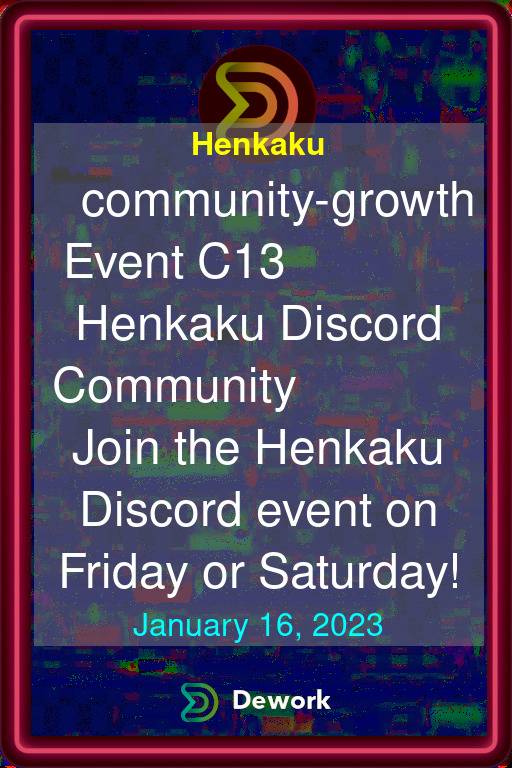 Henkaku
community-growth
Event C13
Henkaku Discord
Community
Join the Henkaku
Discord event on
Friday or Saturday!
January 16, 2023
Dework